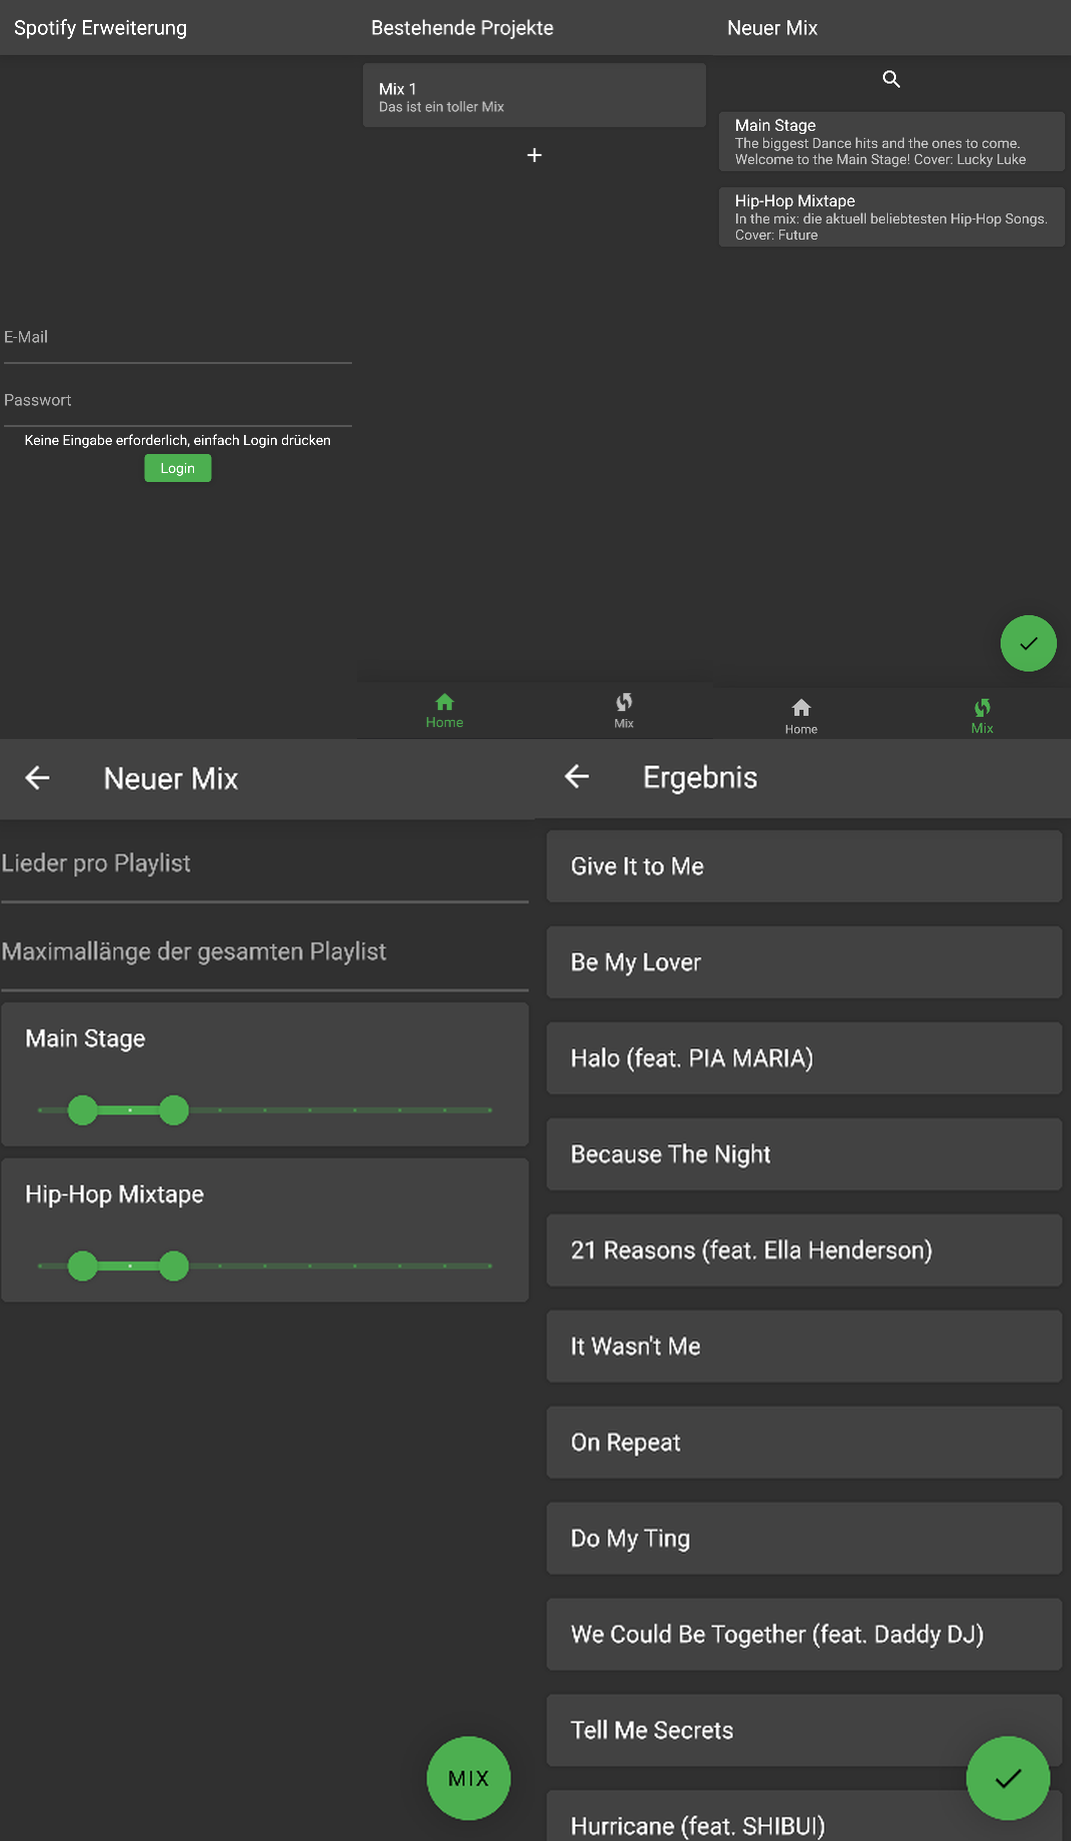 Spotify Erweiterung
E-Mail
Passwort
Keine Eingabe erforderlich, einfach Login drücken
Login
Bestehende Projekte
Mix 1
Das ist ein toller Mix
+
Home
Mix
Neuer Mix
Main Stage
The biggest Dance hits and the ones to come.
Welcome to the Main Stage! Cover: Lucky Luke
Hip-Hop Mixtape
In the mix: die aktuell beliebtesten Hip-Hop Songs.
Cover: Future
Home
Mix
Neuer Mix
Lieder pro Playlist
Maximallänge der gesamten Playlist
Main Stage
Hip-Hop Mixtape
MIX
Ergebnis
Give It to Me
Be My Lover
Halo (feat. PIA MARIA)
Because The Night
21 Reasons (feat. Ella Henderson)
It Wasn't Me
On Repeat
Do My Ting
We Could Be Together (feat. Daddy DJ)
Tell Me Secrets
Hurricane (feat. SHIBUI)